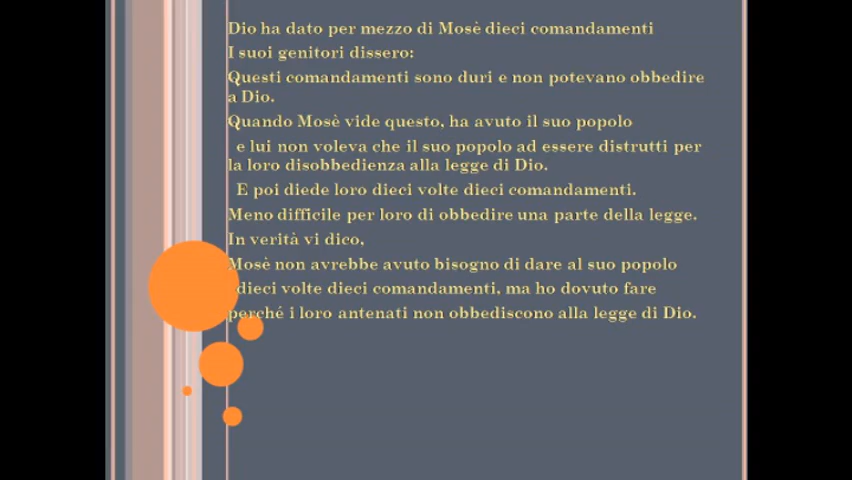 Dio ha dato per mezzo di Mosè dieci comandamenti
I suoi genitori dissero:
Questi comandamenti sono duri e non potevano obbedire
a Dio.
Quando Mosè vide questo, ha avuto il suo popolo
e lui non voleva che il suo popolo ad essere distrutti per
la loro disobbedienza alla legge di Dio.
E poi diede loro dieci volte dieci comandamenti.
Meno difficile per loro di obbedire una parte della legge.
In verità vi dico,
Mosè non avrebbe avuto bisogno di dare al suo popolo
dieci volte dieci comandamenti, ma ho dovuto fare
perché i loro antenati non obbediscono alla legge di Dio.